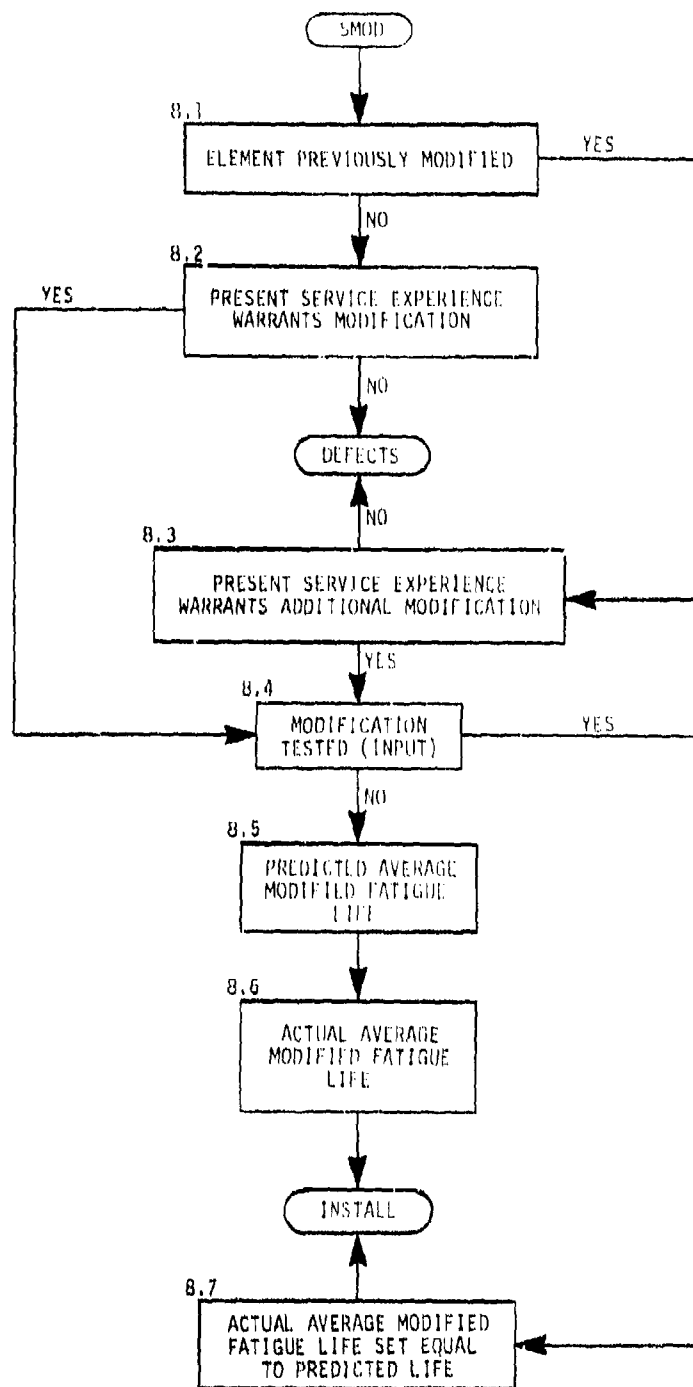 SMOD
8.1
ELEMENT PREVIOUSLY MODIFIED
YES
NO
8.2
YES
PRESENT SERVICE EXPERIENCE
WARRANTS MODIFICATION
NO
DEFECTS
NO
8.3
PRESENT SERVICE EXPERIENCE
WARRANTS ADDITIONAL MODIFICATION
YES
8.4
MODIFICATION
TESTED (INPUT)
YES
NO
8.5
PREDICTED AVERAGE
MODIFIED FATIGUE
LIFE
8.6
ACTUAL AVERAGE
MODIFIED FATIGUE
LIFE
INSTALL
8.7
ACTUAL AVERAGE MODIFIED
FATIGUE LIFE SET EQUAL
TO PREDICTED LIFE